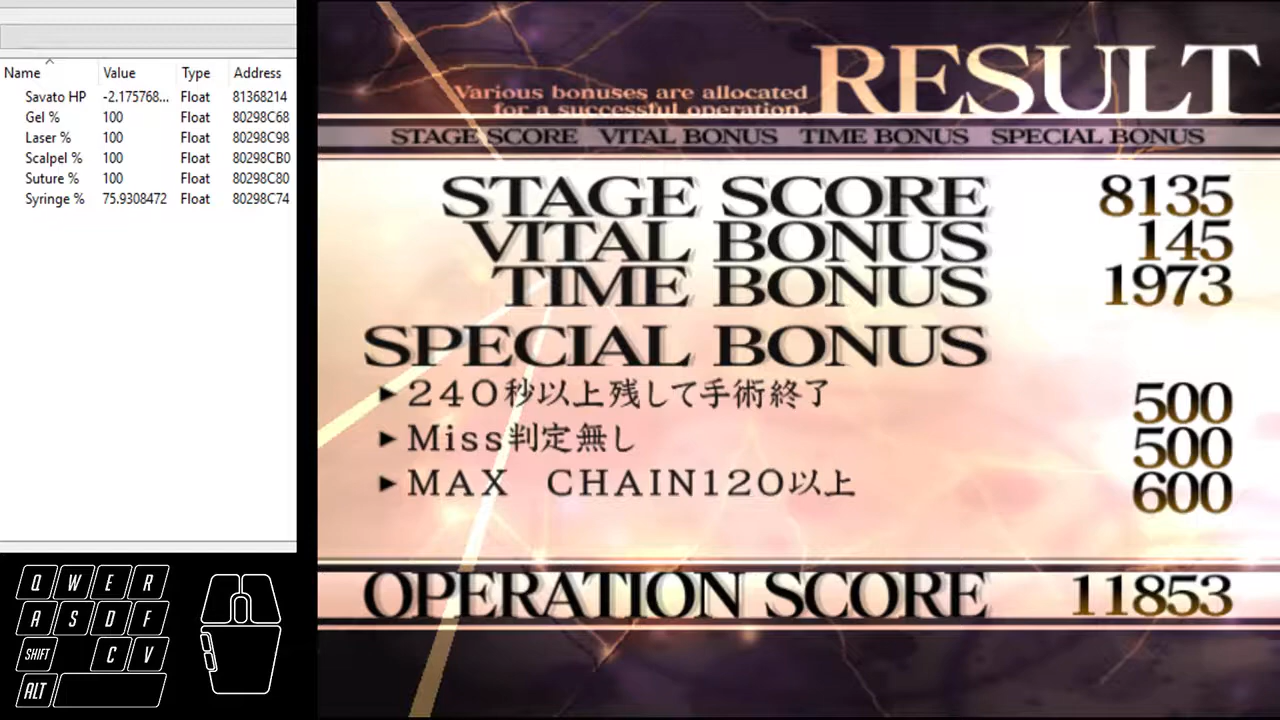 Name Value Type Address
Savato HP -2.175768... Float 81368214
Gel % 100 Float 80298C68
Laser % 100 Float 80298C98
Scalpel % 100 Float 80298CB0
Suture % 100 Float 80298C80
Syringe % 75.9308472 Float 80298C74
Q W E R
A S D F
SHIFT C V
ALT
Various bonuses are allocated
for a successful operation.
RESULT
STAGE SCORE VITAL BONUS TIME BONUS SPECIAL BONUS
STAGE SCORE 8135
VITAL BONUS 145
TIME BONUS 1973
SPECIAL BONUS
▶240秒以上残して手術終了 500
▶Miss判定無し 500
▶MAX CHAIN120以上 600
OPERATION SCORE 11853